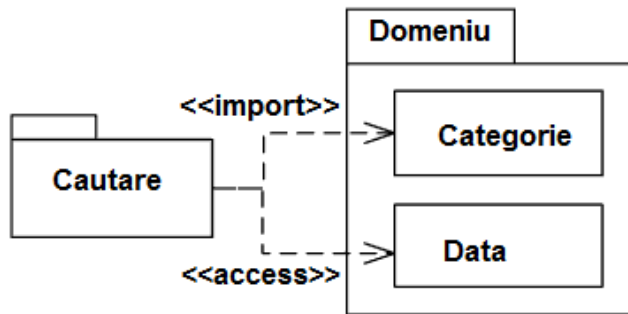 Domeniu
<<import>>
Categorie
Cautare
Data
<<access>>